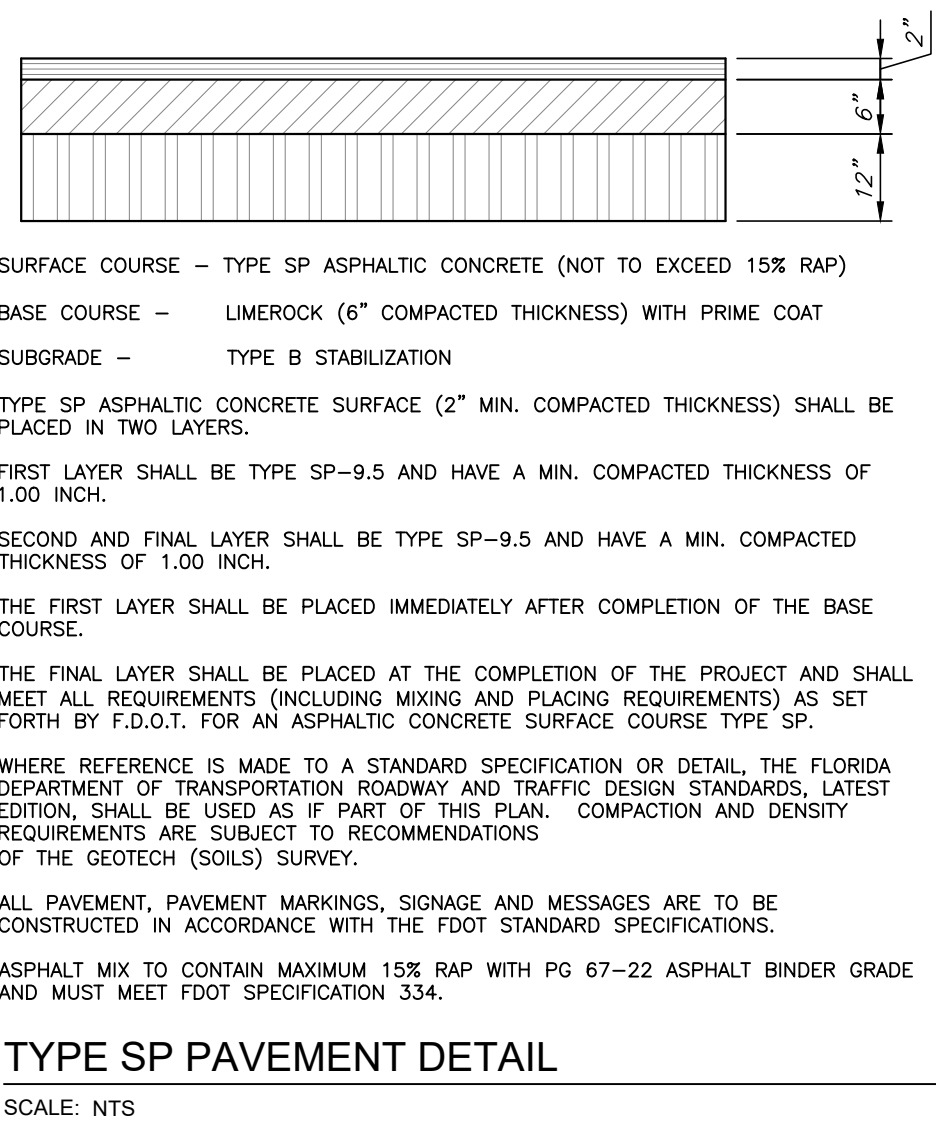 2”
6”
12”
SURFACE COURSE – TYPE SP ASPHALTIC CONCRETE (NOT TO EXCEED 15% RAP)
BASE COURSE – LIMEROCK (6” COMPACTED THICKNESS) WITH PRIME COAT
SUBGRADE – TYPE B STABILIZATION
TYPE SP ASPHALTIC CONCRETE SURFACE (2” MIN. COMPACTED THICKNESS) SHALL BE
PLACED IN TWO LAYERS.
FIRST LAYER SHALL BE TYPE SP–9.5 AND HAVE A MIN. COMPACTED THICKNESS OF
1.00 INCH.
SECOND AND FINAL LAYER SHALL BE TYPE SP–9.5 AND HAVE A MIN. COMPACTED
THICKNESS OF 1.00 INCH.
THE FIRST LAYER SHALL BE PLACED IMMEDIATELY AFTER COMPLETION OF THE BASE
COURSE.
THE FINAL LAYER SHALL BE PLACED AT THE COMPLETION OF THE PROJECT AND SHALL
MEET ALL REQUIREMENTS (INCLUDING MIXING AND PLACING REQUIREMENTS) AS SET
FORTH BY F.D.O.T. FOR AN ASPHALTIC CONCRETE SURFACE COURSE TYPE SP.
WHERE REFERENCE IS MADE TO A STANDARD SPECIFICATION OR DETAIL, THE FLORIDA
DEPARTMENT OF TRANSPORTATION ROADWAY AND TRAFFIC DESIGN STANDARDS, LATEST
EDITION, SHALL BE USED AS IF PART OF THIS PLAN. COMPACTION AND DENSITY
REQUIREMENTS ARE SUBJECT TO RECOMMENDATIONS
OF THE GEOTECH (SOILS) SURVEY.
ALL PAVEMENT, PAVEMENT MARKINGS, SIGNAGE AND MESSAGES ARE TO BE
CONSTRUCTED IN ACCORDANCE WITH THE FDOT STANDARD SPECIFICATIONS.
ASPHALT MIX TO CONTAIN MAXIMUM 15% RAP WITH PG 67–22 ASPHALT BINDER GRADE
AND MUST MEET FDOT SPECIFICATION 334.
TYPE SP PAVEMENT DETAIL
SCALE: NTS